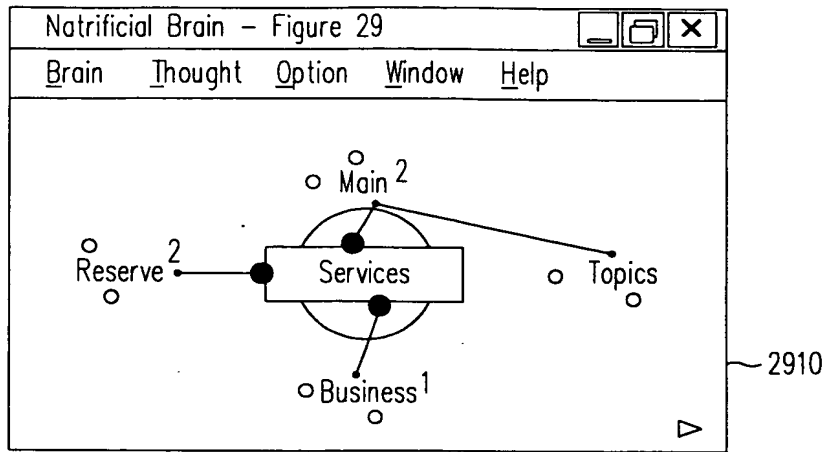 Natrificial Brain – Figure 29
Brain Thought Option Window Help
Main 2
Reserve 2
Services
Topics
Business 1
2910